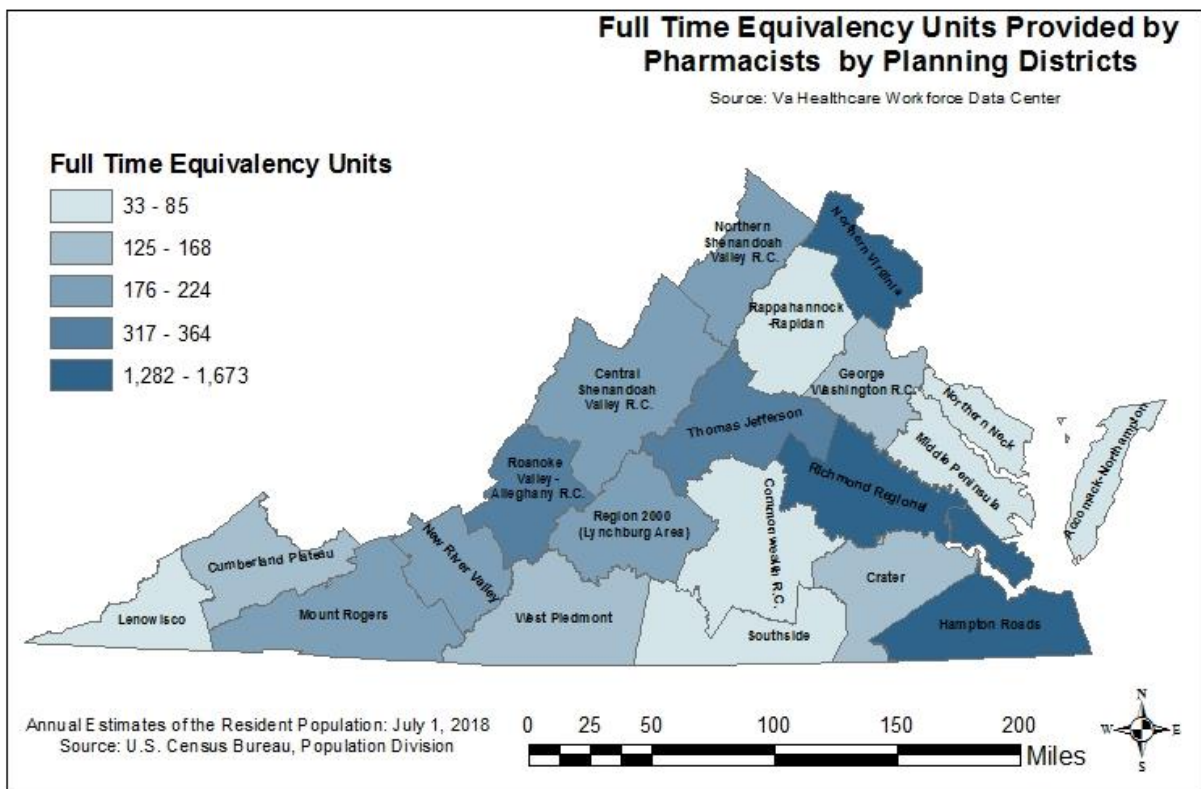 Full Time Equivalency Units Provided by
Pharmacists by Planning Districts
Source: Va Healthcare Workforce Data Center
Full Time Equivalency Units
33 - 85
125 - 168
176 - 224
317 - 364
1,282 - 1,673
Northern
Shenandoah
Valley R.C.
Northern Virginia
Rappahannock
-Rapidan
Central
Shenandoah
Valley R.C.
George
Washington R.C.
Northern Neck
Middle Peninsula
Accomack-Northampton
Thomas Jefferson
Roanoke
Valley-
Alleghany R.C.
Richmond Regional
Region 2000
(Lynchburg Area)
Commonwealth R.C.
Cumberland Plateau
New River Valley
Crater
Lenowisco
Mount Rogers
West Piedmont
Southside
Hampton Roads
Annual Estimates of the Resident Population: July 1, 2018
Source: U.S. Census Bureau, Population Division
0 25 50 100 150 200
Miles
N
W E
S